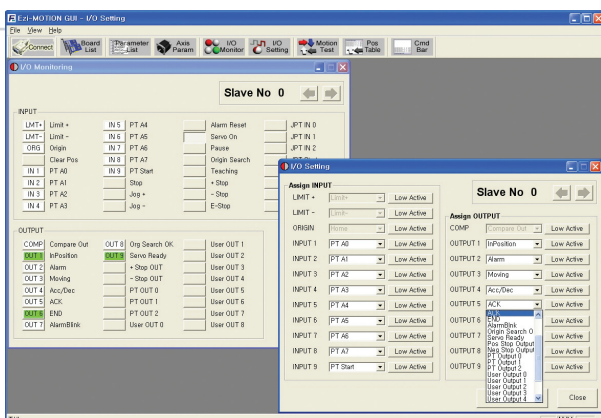 Ezi-MOTION GUI - I/O Setting
File View Help
Connect
Board List
Parameter List
Axis Param
I/O Monitor
I/O Setting
Motion Test
Pos Table
Cmd Bar
I/O Monitoring
Slave No 0
INPUT
LMT+ Limit + IN 5 PT A4 Alarm Reset JPT IN 0
LMT- Limit - IN 6 PT A5 Servo On JPT IN 1
ORG Origin IN 7 PT A6 Pause JPT IN 2
Clear Pos IN 8 PT A7 Origin Search
IN 1 PT A0 IN 9 PT Start Teaching
IN 2 PT A1 Stop + Stop
IN 3 PT A2 Jog + - Stop
IN 4 PT A3 Jog - E-Stop
OUTPUT
COMP Compare Out OUT 8 Org Search OK User OUT 1
OUT 1 InPosition OUT 9 Servo Ready User OUT 2
OUT 2 Alarm + Stop OUT User OUT 3
OUT 3 Moving - Stop OUT User OUT 4
OUT 4 Acc/Dec PT OUT 0 User OUT 5
OUT 5 ACK PT OUT 1 User OUT 6
OUT 6 END PT OUT 2 User OUT 7
OUT 7 AlarmBlink User OUT 0 User OUT 8
I/O Setting
Slave No 0
Assign INPUT
LIMIT + Limit+ Low Active
LIMIT - Limit- Low Active
ORIGIN Home Low Active
INPUT 1 PT A0 Low Active
INPUT 2 PT A1 Low Active
INPUT 3 PT A2 Low Active
INPUT 4 PT A3 Low Active
INPUT 5 PT A4 Low Active
INPUT 6 PT A5 Low Active
INPUT 7 PT A6 Low Active
INPUT 8 PT A7 Low Active
INPUT 9 PT Start Low Active
Assign OUTPUT
COMP Compare Out Low Active
OUTPUT 1 InPosition Low Active
OUTPUT 2 Alarm Low Active
OUTPUT 3 Moving Low Active
OUTPUT 4 Acc/Dec Low Active
OUTPUT 5 ACK Low Active
OUTPUT 6 Low Active
OUTPUT 7 Low Active
OUTPUT 8 Low Active
OUTPUT 9 Low Active
ACK
END
AlarmBlnk
Origin Search O
Servo Ready
Pos Stop Output
Neg Stop Output
PT Output 0
PT Output 1
PT Output 2
User Output 0
User Output 1
User Output 2
User Output 3
User Output 4
Close